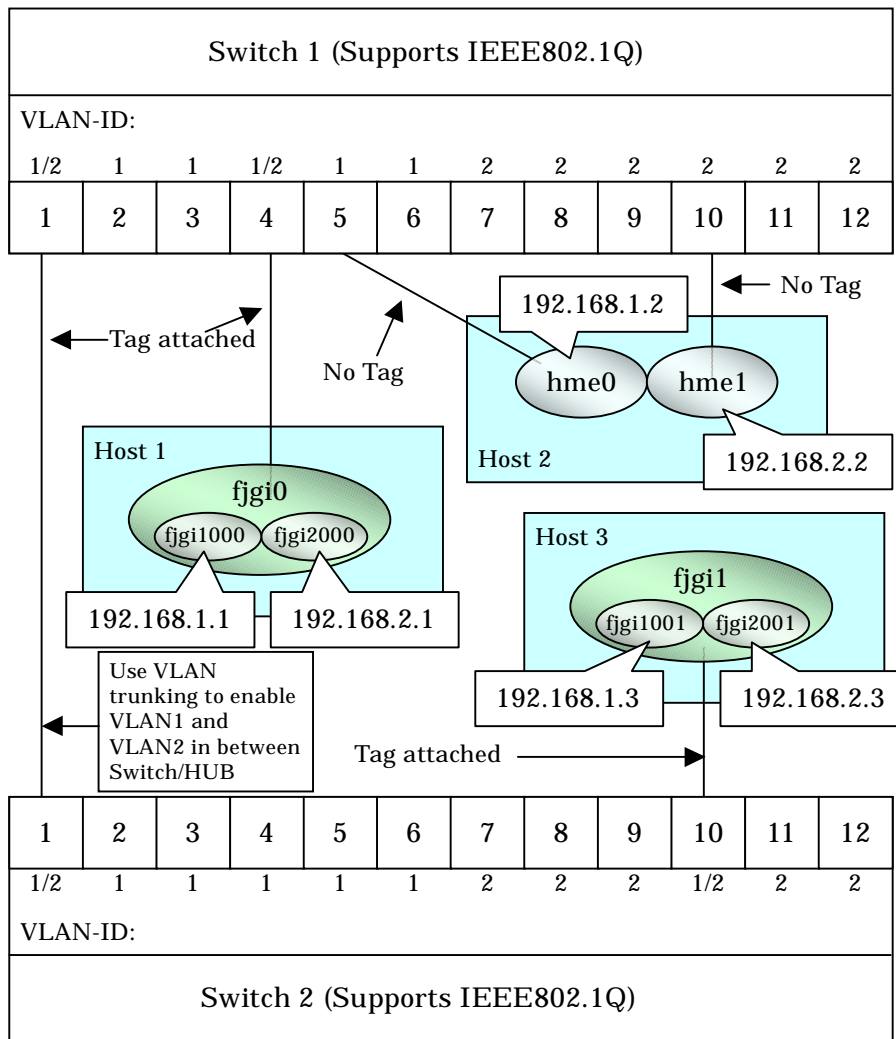 Switch 1 (Supports IEEE802.1Q)
VLAN-ID:
1/2 1 1 1/2 1 1 2 2 2 2 2 2
1 2 3 4 5 6 7 8 9 10 11 12
Tag attached
No Tag
No Tag
192.168.1.2
hme0 hme1
Host 2
192.168.2.2
Host 1
fjgi0
fjgi1000 fjgi2000
192.168.1.1 192.168.2.1
Host 3
fjgi1
fjgi1001 fjgi2001
192.168.1.3 192.168.2.3
Use VLAN
trunking to enable
VLAN1 and
VLAN2 in between
Switch/HUB
Tag attached
1 2 3 4 5 6 7 8 9 10 11 12
1/2 1 1 1 1 1 2 2 2 1/2 2 2
VLAN-ID:
Switch 2 (Supports IEEE802.1Q)